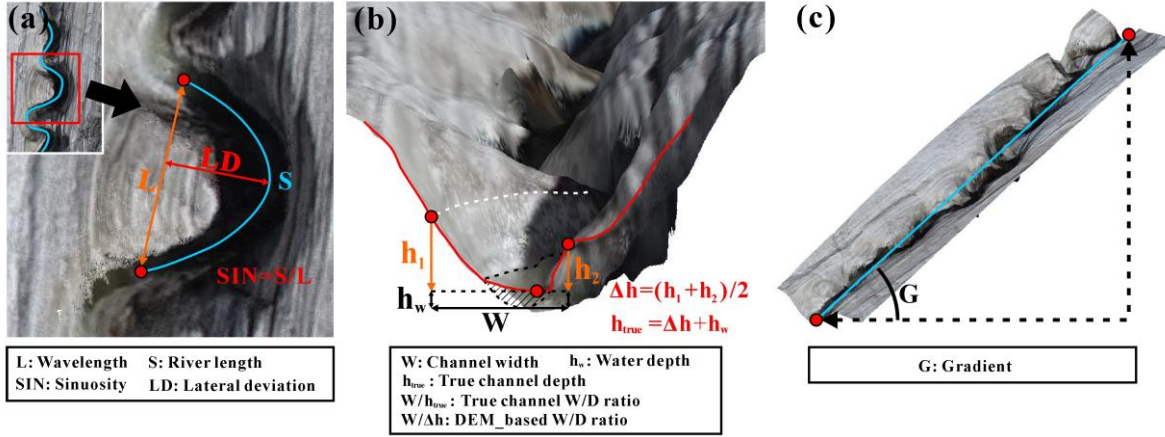 (a)
LD
L
S
SIN=S/L
L: Wavelength S: River length
SIN: Sinuosity LD: Lateral deviation
(b)
h₁
h₂
hw
W
Δh=(h₁+h₂)/2
htrue =Δh+hw
W: Channel width hw: Water depth
htrue : True channel depth
W/htrue : True channel W/D ratio
W/Δh: DEM_based W/D ratio
(c)
G
G: Gradient